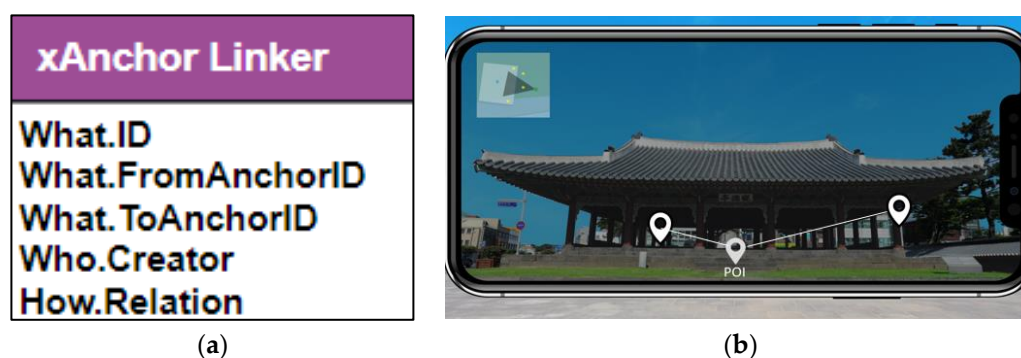 xAnchor Linker
What.ID
What.FromAnchorID
What.ToAnchorID
Who.Creator
How.Relation
POI
(a)
(b)